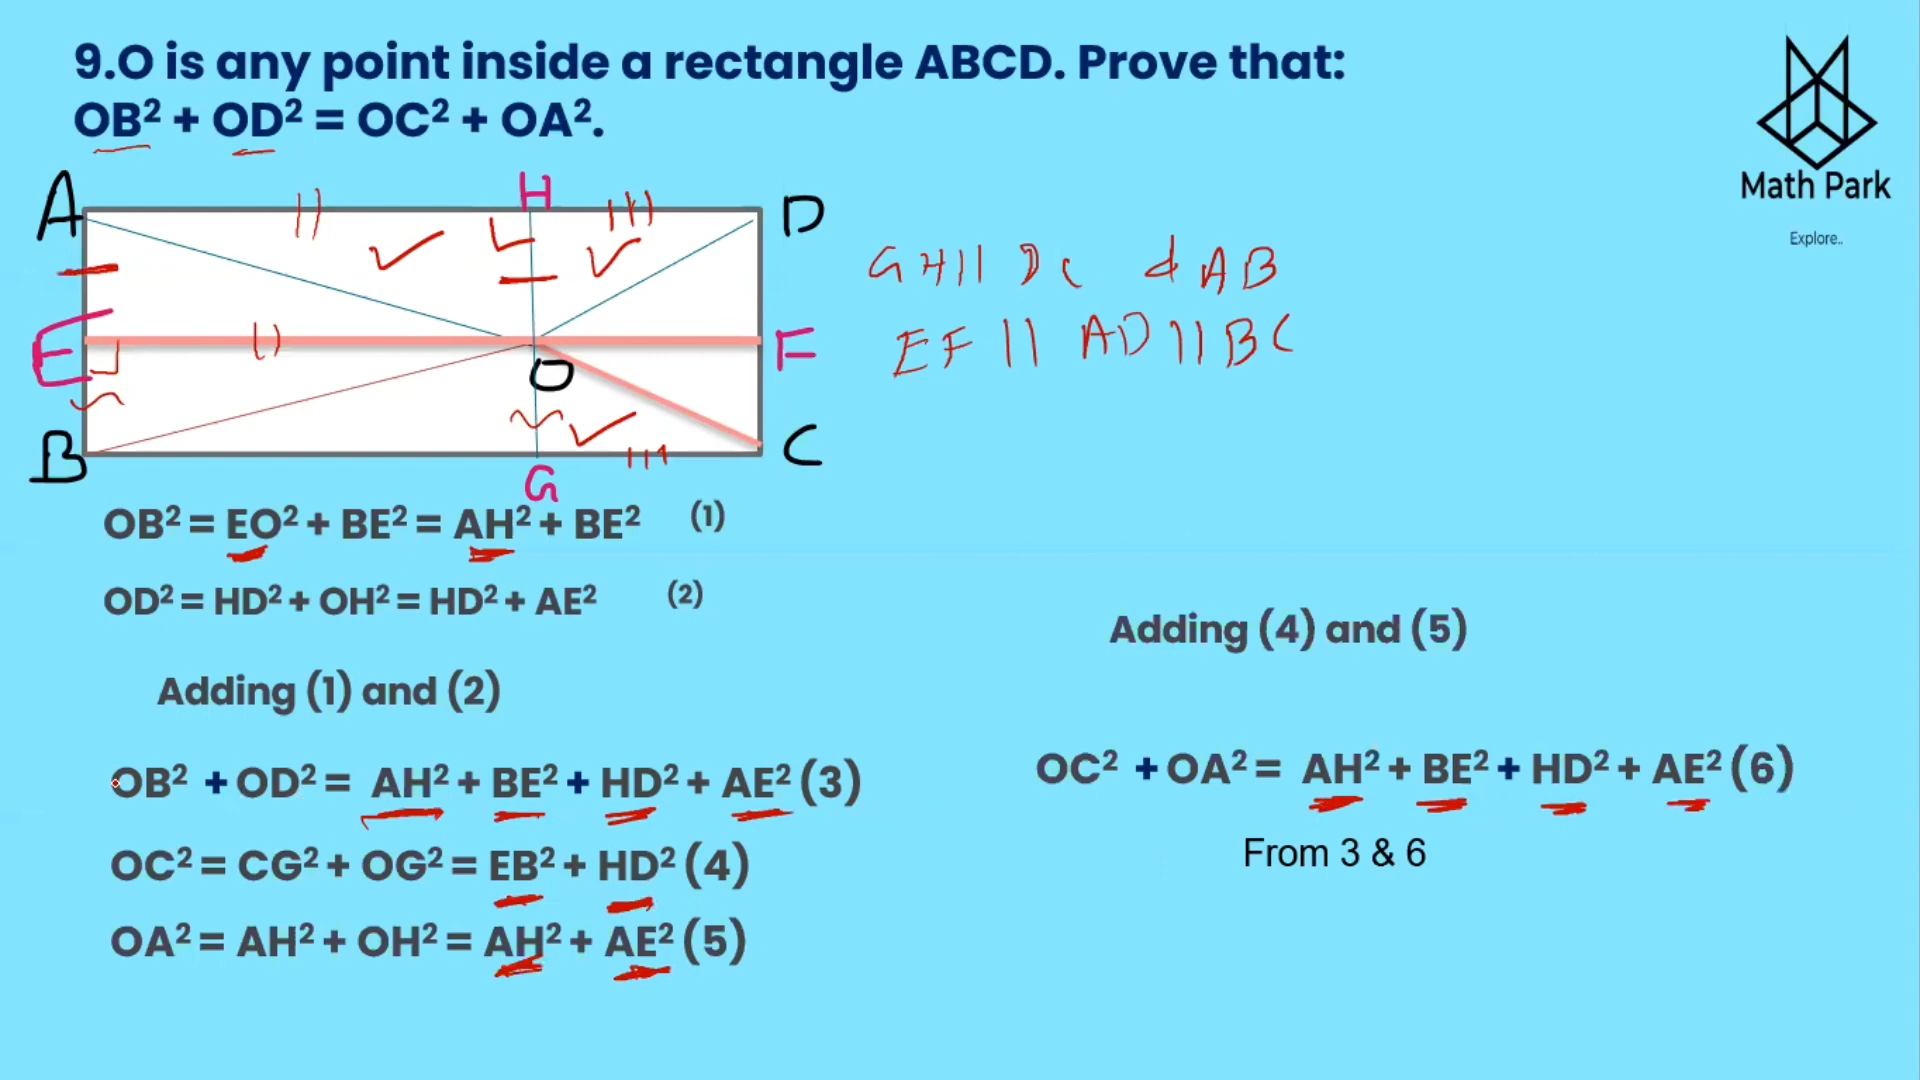 9.O is any point inside a rectangle ABCD. Prove that:
OB² + OD² = OC² + OA².
Math Park
Explore..
A
H
D
E
F
O
B
C
G
GH || DC & AB
EF || AD || BC
OB² = EO² + BE² = AH² + BE² (1)
OD² = HD² + OH² = HD² + AE² (2)
Adding (1) and (2)
OB² + OD² = AH² + BE² + HD² + AE² (3)
OC² = CG² + OG² = EB² + HD² (4)
OA² = AH² + OH² = AH² + AE² (5)
Adding (4) and (5)
OC² + OA² = AH² + BE² + HD² + AE² (6)
From 3 & 6